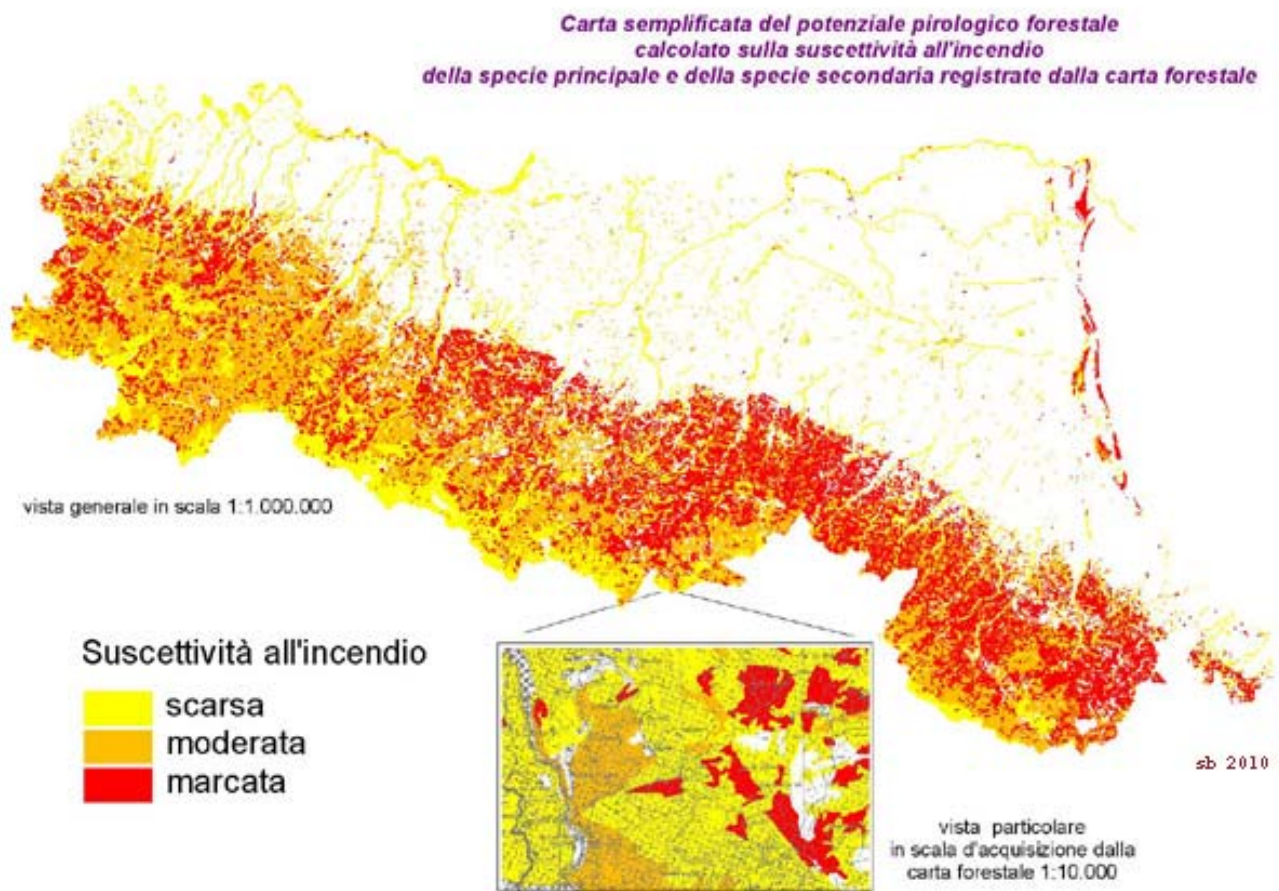 Carta semplificata del potenziale pirologico forestale
calcolato sulla suscettività all'incendio
della specie principale e della specie secondaria registrate dalla carta forestale
vista generale in scala 1:1.000.000
Suscettività all'incendio
scarsa
moderata
marcata
sb 2010
vista particolare
in scala d'acquisizione dalla
carta forestale 1:10.000